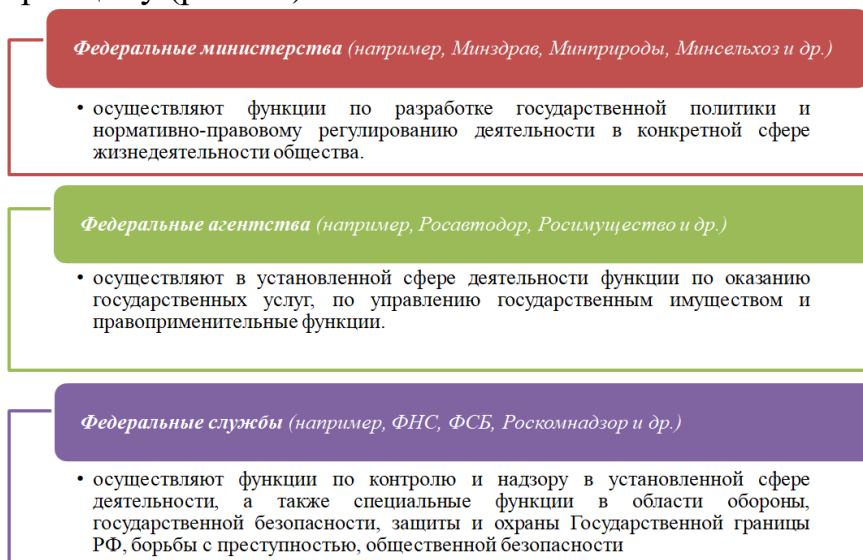 Федеральные министерства (например, Минздрав, Минприроды, Минсельхоз и др.)
• осуществляют функции по разработке государственной политики и
нормативно-правовому регулированию деятельности в конкретной сфере
жизнедеятельности общества.
Федеральные агентства (например, Росавтодор, Росимущество и др.)
• осуществляют в установленной сфере деятельности функции по оказанию
государственных услуг, по управлению государственным имуществом и
правоприменительные функции.
Федеральные службы (например, ФНС, ФСБ, Роскомнадзор и др.)
• осуществляют функции по контролю и надзору в установленной сфере
деятельности, а также специальные функции в области обороны,
государственной безопасности, защиты и охраны Государственной границы
РФ, борьбы с преступностью, общественной безопасности